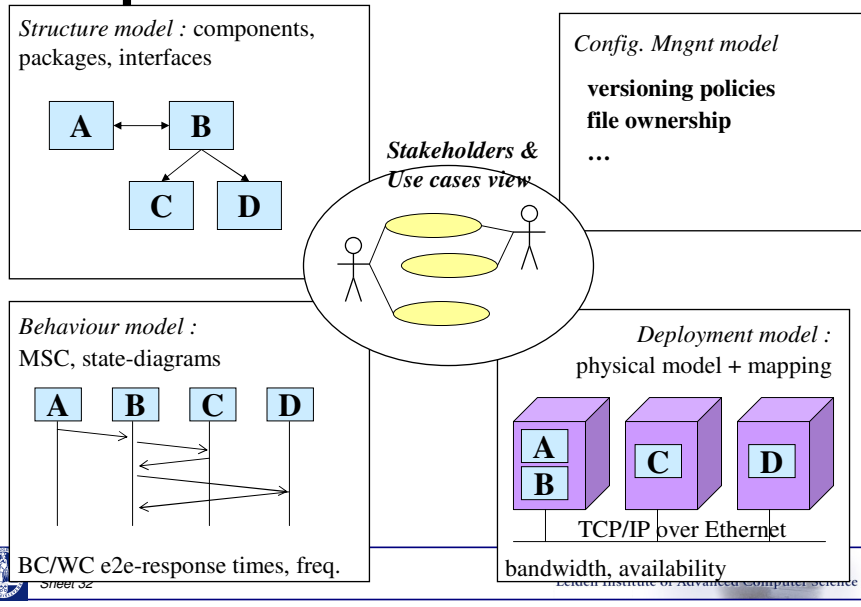 Structure model : components,
packages, interfaces
A
B
C
D
Config. Mngnt model
versioning policies
file ownership
…
Stakeholders &
Use cases view
Behaviour model :
MSC, state-diagrams
A
B
C
D
BC/WC e2e-response times, freq.
Deployment model :
physical model + mapping
A
B
C
D
TCP/IP over Ethernet
bandwidth, availability
Sheet 32
Leiden Institute of Advanced Computer Science